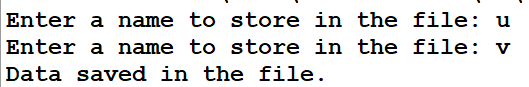 Enter a name to store in the file: u
Enter a name to store in the file: v
Data saved in the file.